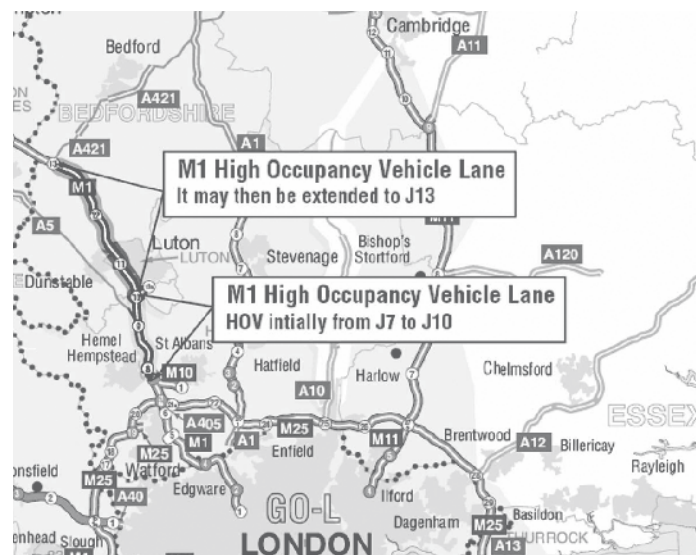 Cambridge
A11
Bedford
A421
BEDFORDSHIRE
A1
A421
M1 High Occupancy Vehicle Lane
It may then be extended to J13
M1
A5
Luton
LUTON
Stevenage
Bishop's
Stortford
A120
Dunstable
M1 High Occupancy Vehicle Lane
HOV intially from J7 to J10
Hemel
Hempstead
St Albans
M10
Hatfield
A10
Harlow
Chelmsford
ESSEX
A405
M1
A1
M25
Enfield
M11
Brentwood
A12
Billericay
Rayleigh
M25
Watford
M25
A40
Edgware
GO-L
LONDON
Ilford
Dagenham
Basildon
M25
THURROCK
A13
Slough